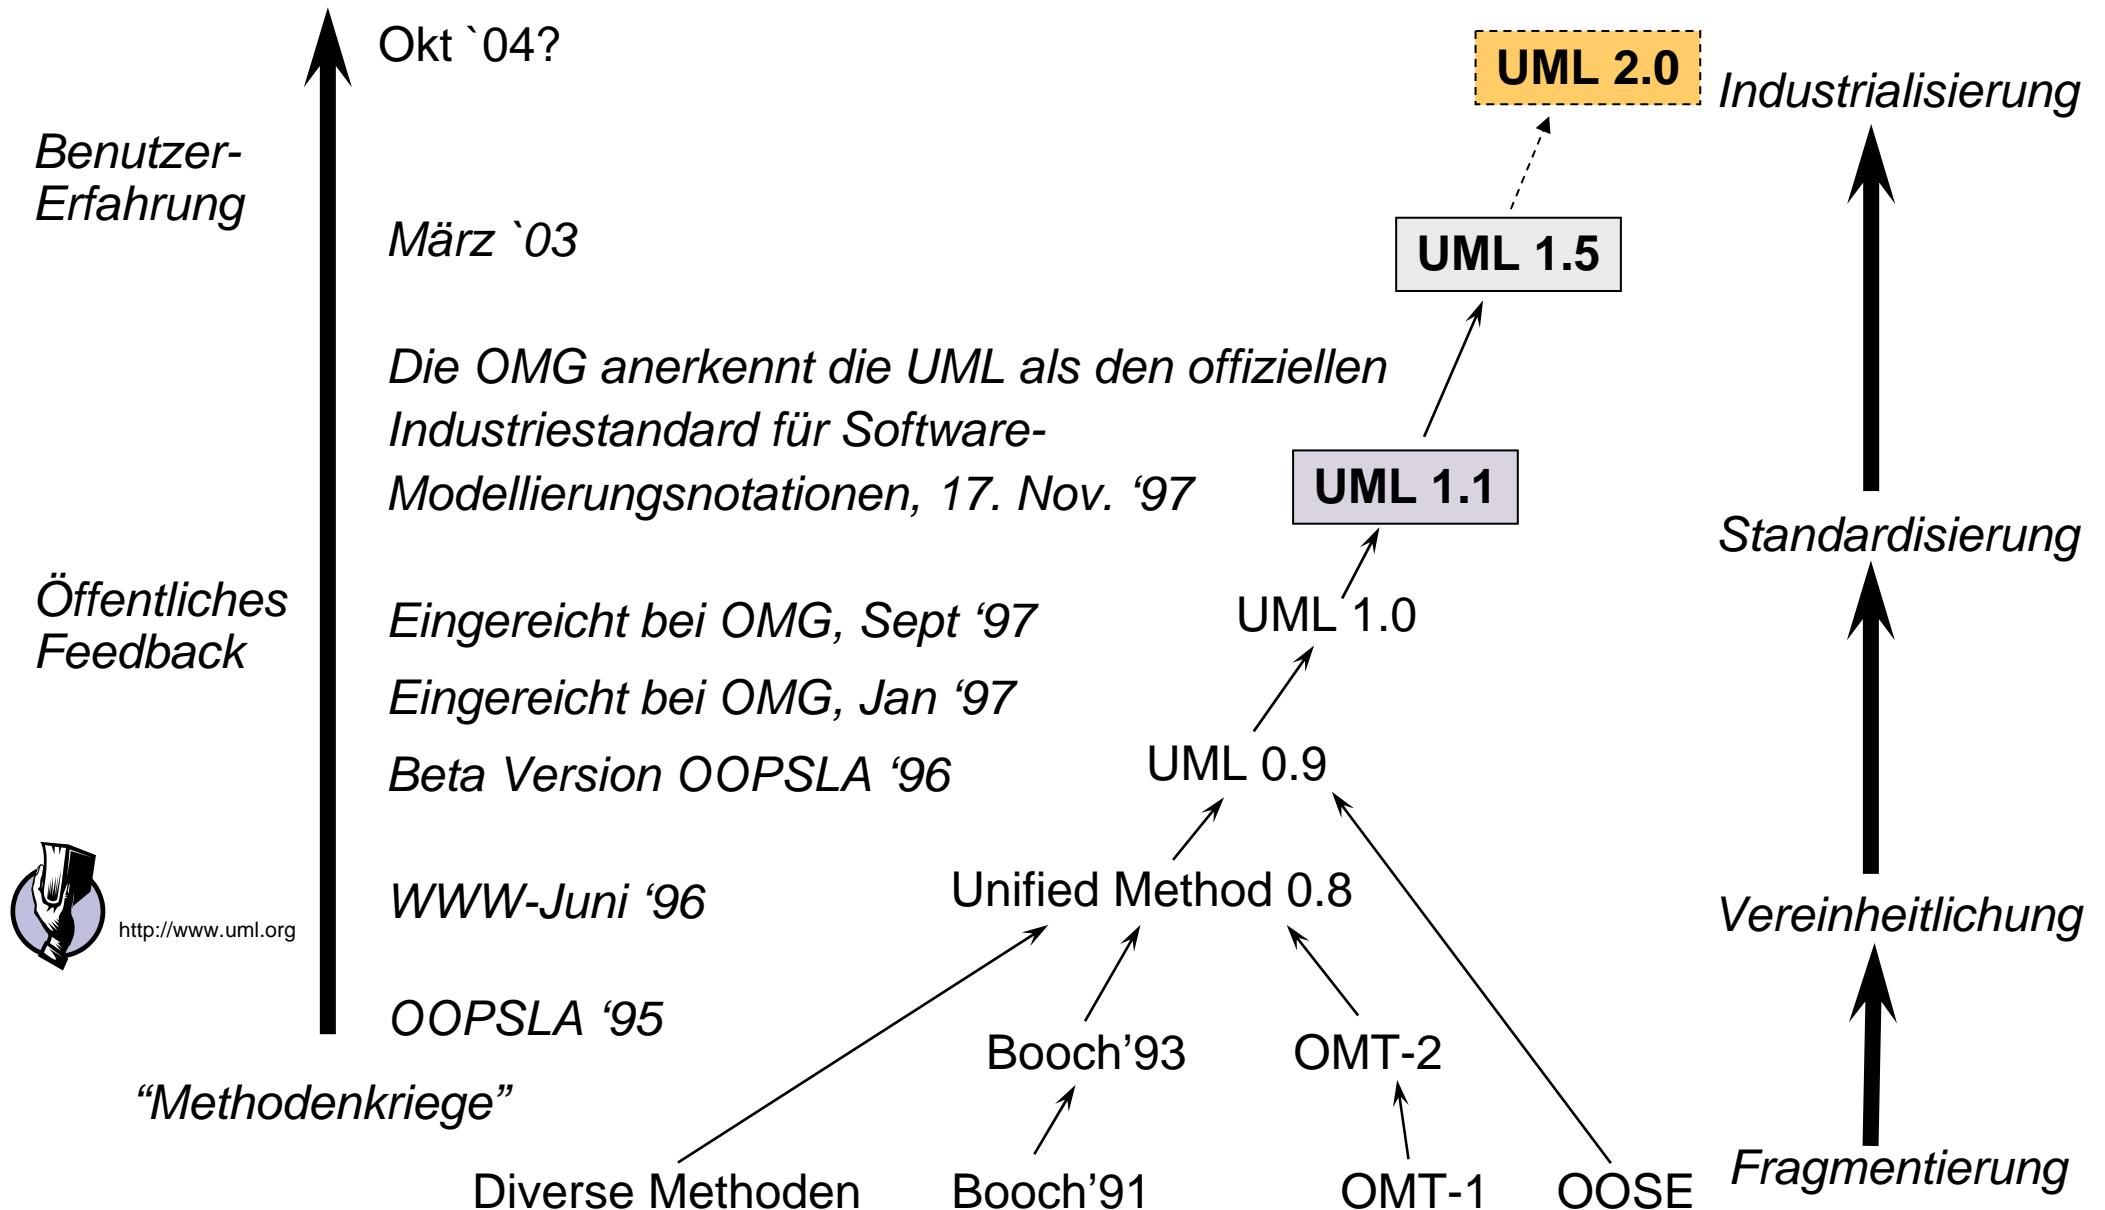 Okt `04?
UML 2.0
Industrialisierung
Benutzer-
Erfahrung
März `03
UML 1.5
Die OMG anerkennt die UML als den offiziellen
Industriestandard für Software-
Modellierungsnotationen, 17. Nov. ‘97
UML 1.1
Standardisierung
Öffentliches
Feedback
Eingereicht bei OMG, Sept ‘97
UML 1.0
Eingereicht bei OMG, Jan ‘97
Beta Version OOPSLA ‘96
UML 0.9
WWW-Juni ‘96
Unified Method 0.8
Vereinheitlichung
http://www.uml.org
OOPSLA ‘95
Booch’93
OMT-2
“Methodenkriege”
Diverse Methoden
Booch’91
OMT-1
OOSE
Fragmentierung